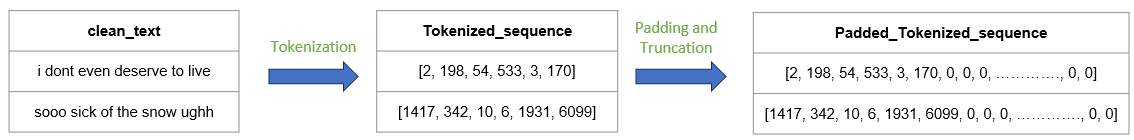 clean_text
i dont even deserve to live
sooo sick of the snow ughh
Tokenization
Tokenized_sequence
[2, 198, 54, 533, 3, 170]
[1417, 342, 10, 6, 1931, 6099]
Padding and
Truncation
Padded_Tokenized_sequence
[2, 198, 54, 533, 3, 170, 0, 0, 0, …………., 0, 0]
[1417, 342, 10, 6, 1931, 6099, 0, 0, 0, …………., 0, 0]